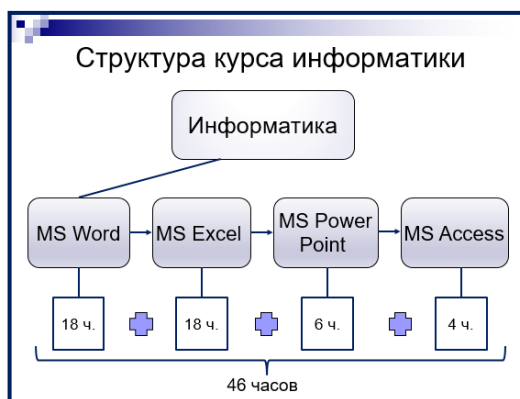 Структура курса информатики
Информатика
MS Word
MS Excel
MS Power
Point
MS Access
18 ч.
18 ч.
6 ч.
4 ч.
46 часов